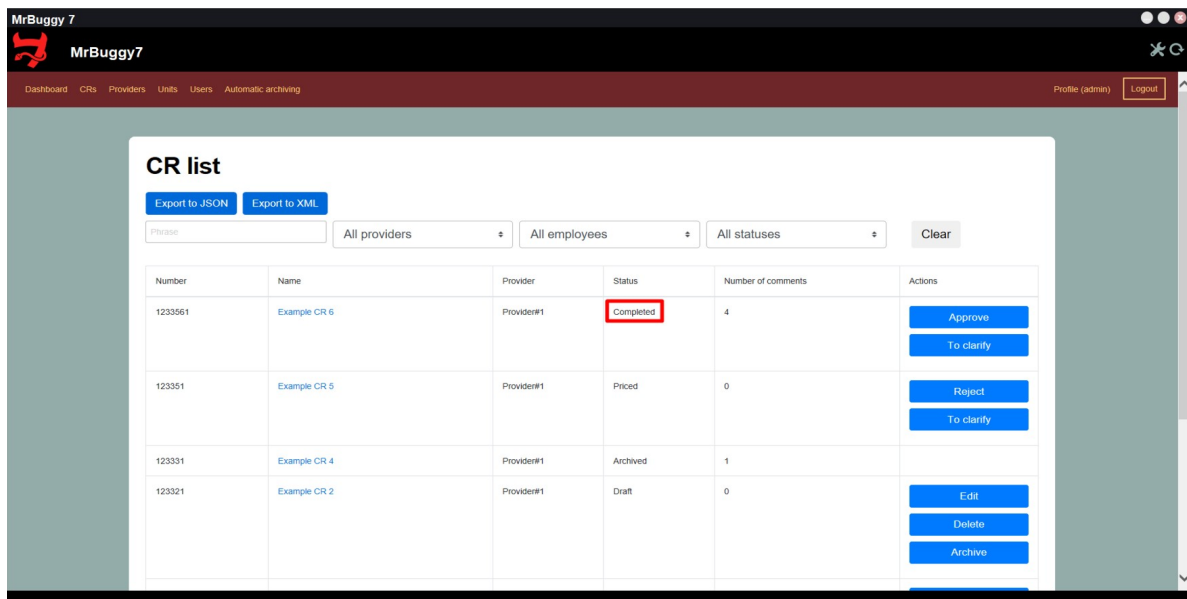 MrBuggy 7
MrBuggy7
Dashboard CRs Providers Units Users Automatic archiving Profile (admin) Logout
CR list
Export to JSON Export to XML
Phrase All providers All employees All statuses Clear
Number Name Provider Status Number of comments Actions
1233561 Example CR 6 Provider#1 Completed 4 Approve
To clarify
123351 Example CR 5 Provider#1 Priced 0 Reject
To clarify
123331 Example CR 4 Provider#1 Archived 1
123321 Example CR 2 Provider#1 Draft 0 Edit
Delete
Archive